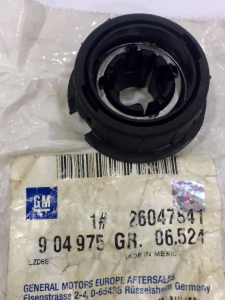 GM
1# 26047541
9 04 975 GR. 06.524
MADE IN MEXICO
GENERAL MOTORS EUROPE AFTERSALES
Eisenstrasse 2-4, D-65428 Rüsselsheim Germany